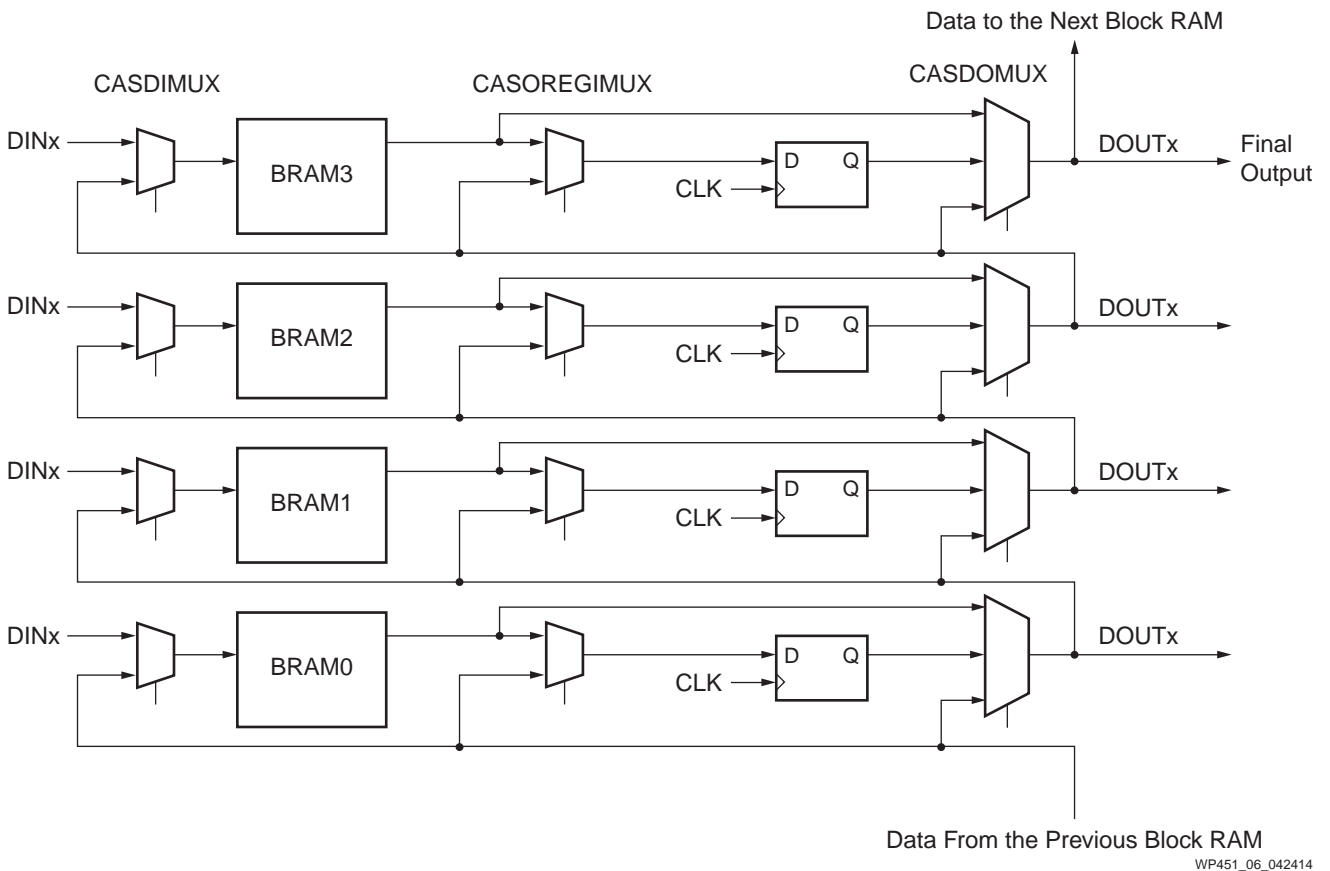 Data to the Next Block RAM
CASDIMUX CASOREGIMUX CASDOMUX
DINx BRAM3 D Q CLK DOUTx Final
Output
DINx BRAM2 D Q CLK DOUTx
DINx BRAM1 D Q CLK DOUTx
DINx BRAM0 D Q CLK DOUTx
Data From the Previous Block RAM
WP451_06_042414